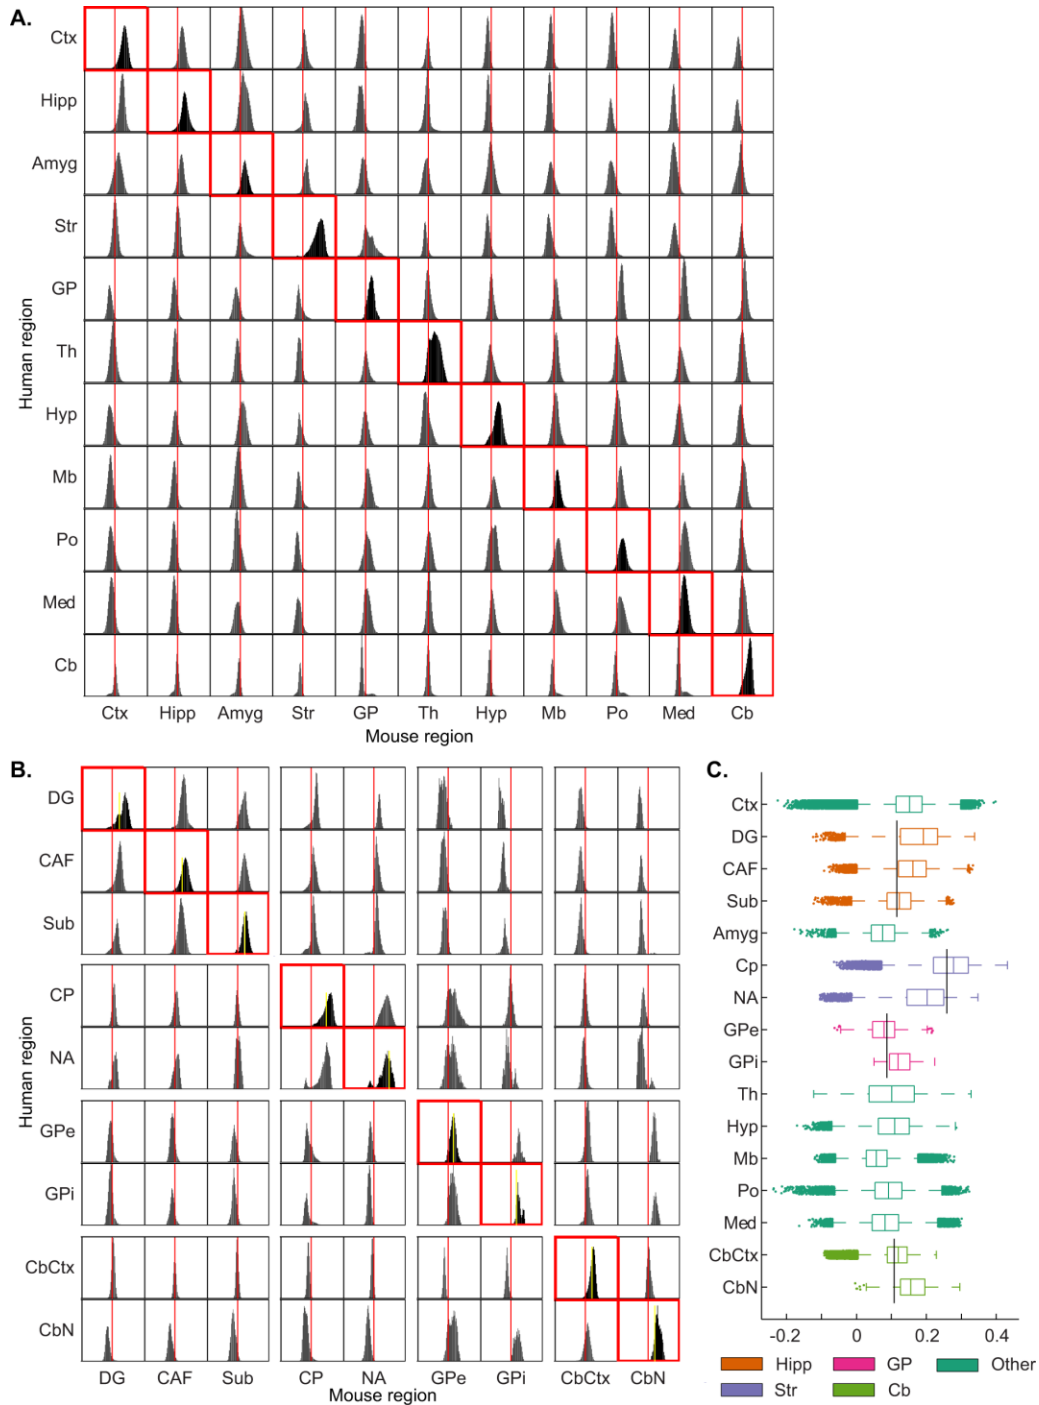 A.
Ctx
Hipp
Amyg
Str
GP
Th
Hyp
Mb
Po
Med
Cb
Human region
Ctx Hipp Amyg Str GP Th Hyp Mb Po Med Cb
Mouse region
B.
DG
CAF
Sub
CP
NA
GPe
GPi
CbCtx
CbN
Human region
DG CAF Sub CP NA GPe GPi CbCtx CbN
Mouse region
C.
Ctx
DG
CAF
Sub
Amyg
Cp
NA
GPe
GPi
Th
Hyp
Mb
Po
Med
CbCtx
CbN
-0.2 0 0.2 0.4
Hipp GP Other
Str Cb